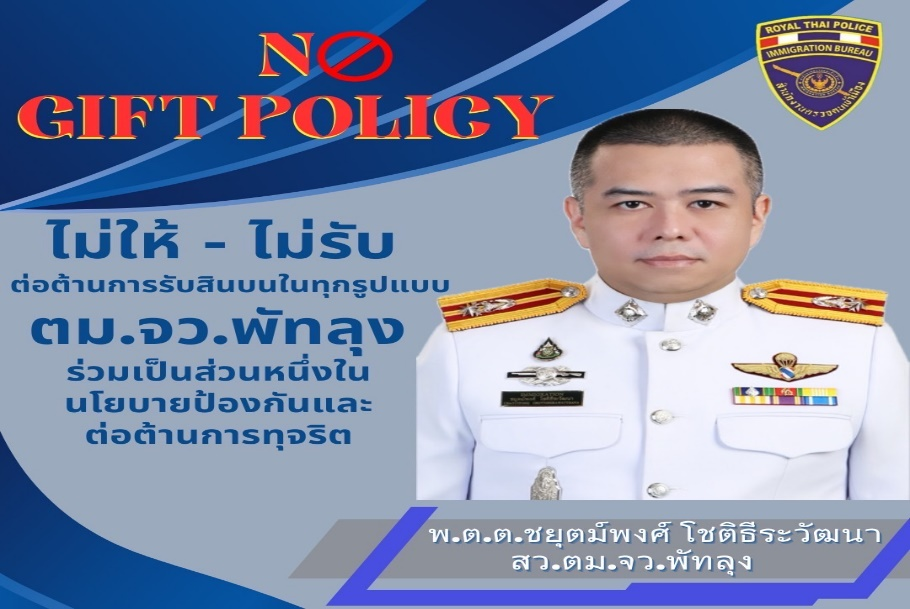 NO
GIFT POLICY
ROYAL THAI POLICE
IMMIGRATION BUREAU
สำนักงานตรวจคนเข้าเมือง
ไม่ให้ - ไม่รับ
ต่อต้านการรับสินบนในทุกรูปแบบ
ตม.จว.พัทลุง
ร่วมเป็นส่วนหนึ่งใน
นโยบายป้องกันและ
ต่อต้านการทุจริต
พ.ต.ต.ชยุตม์พงศ์ โชติธีระวัฒนา
สว.ตม.จว.พัทลุง